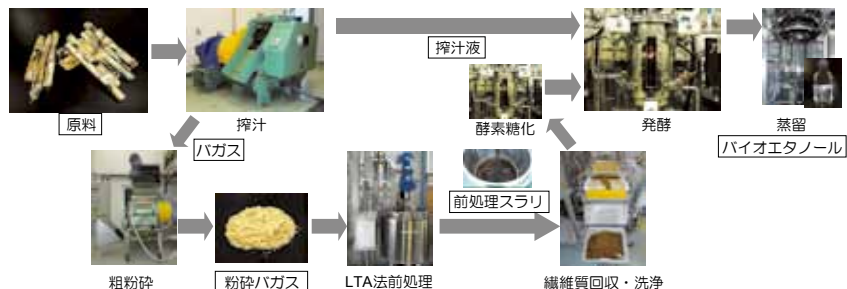 搾汁液
原料
搾汁
酵素糖化
発酵
蒸留
バガス
バイオエタノール
前処理スラリ
粗粉砕
粉砕バガス
LTA法前処理
繊維質回収・洗浄